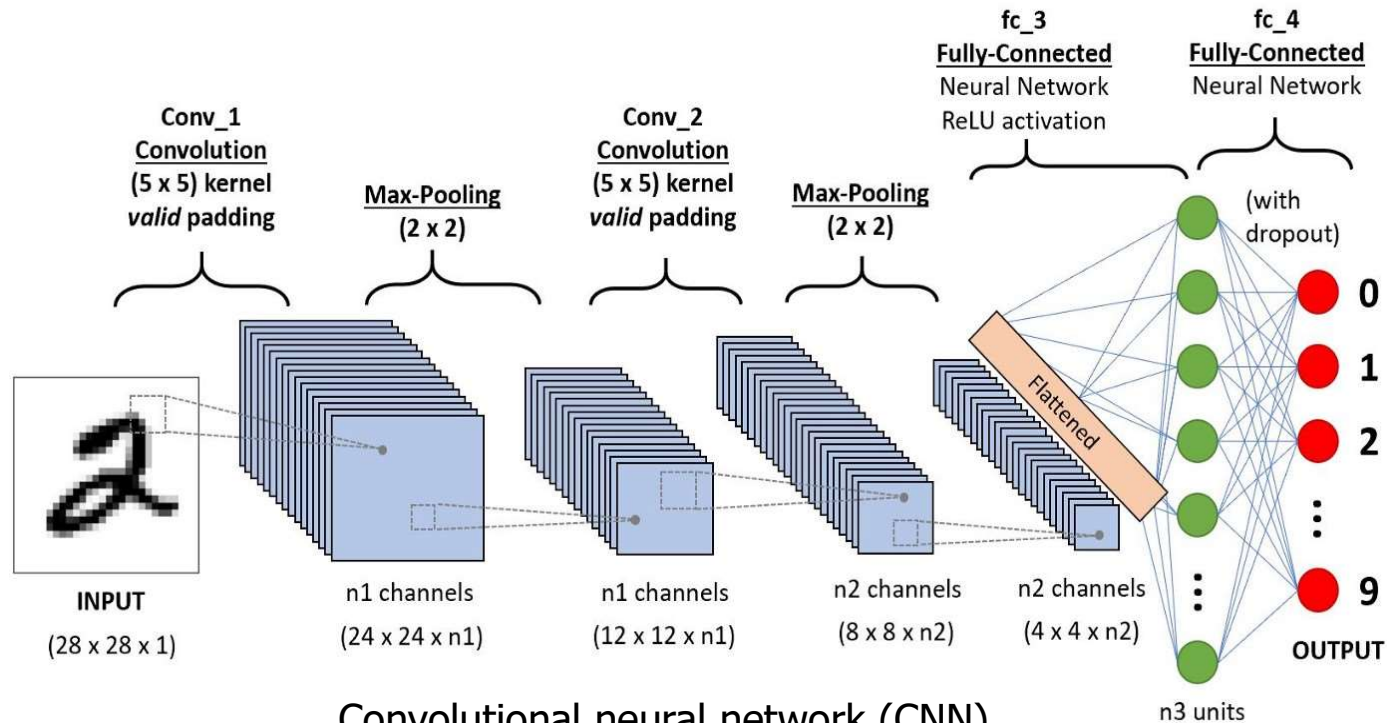 Conv_1
Convolution
(5 x 5) kernel
valid padding
Max-Pooling
(2 x 2)
Conv_2
Convolution
(5 x 5) kernel
valid padding
Max-Pooling
(2 x 2)
fc_3
Fully-Connected
Neural Network
ReLU activation
fc_4
Fully-Connected
Neural Network
(with
dropout)
INPUT
(28 x 28 x 1)
n1 channels
(24 x 24 x n1)
n1 channels
(12 x 12 x n1)
n2 channels
(8 x 8 x n2)
n2 channels
(4 x 4 x n2)
Flattened
n3 units
0
1
2
9
OUTPUT
Convolutional neural network (CNN)